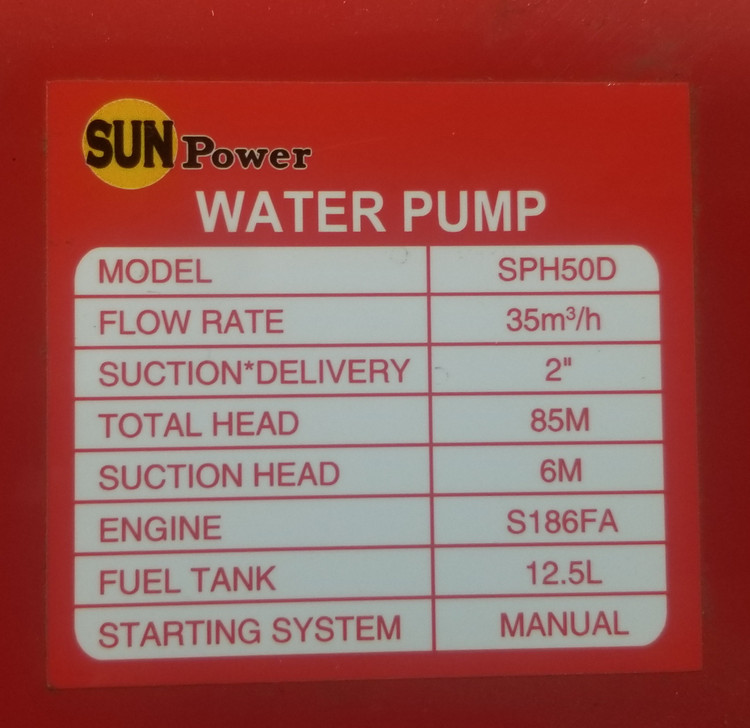 SUN Power
WATER PUMP
MODEL SPH50D
FLOW RATE 35m³/h
SUCTION*DELIVERY 2"
TOTAL HEAD 85M
SUCTION HEAD 6M
ENGINE S186FA
FUEL TANK 12.5L
STARTING SYSTEM MANUAL